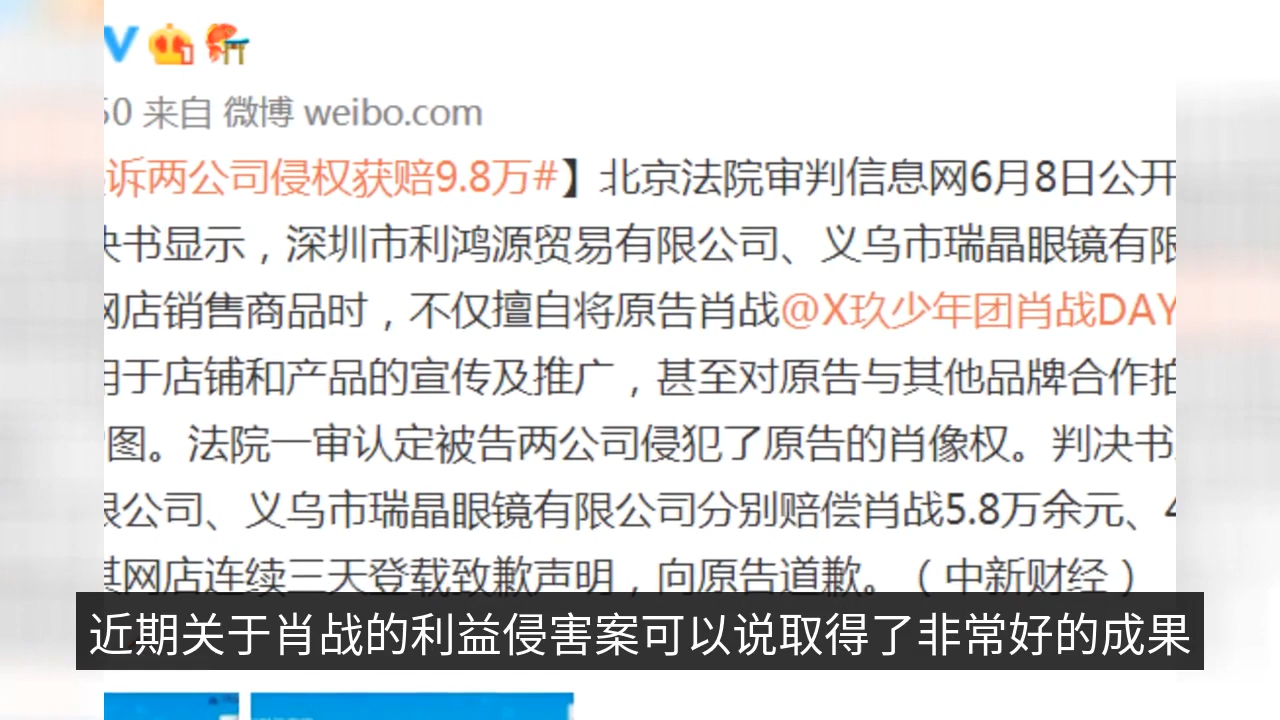 50 来自 微博 weibo.com
诉两公司侵权获赔9.8万#】北京法院审判信息网6月8日公开
决书显示，深圳市利鸿源贸易有限公司、义乌市瑞晶眼镜有限
网店销售商品时，不仅擅自将原告肖战@X玖少年团肖战DAY
用于店铺和产品的宣传及推广，甚至对原告与其他品牌合作拍
图。法院一审认定被告两公司侵犯了原告的肖像权。判决书
限公司、义乌市瑞晶眼镜有限公司分别赔偿肖战5.8万余元、4
其网店连续三天登载致歉声明，向原告道歉。（中新财经）
近期关于肖战的利益侵害案可以说取得了非常好的成果